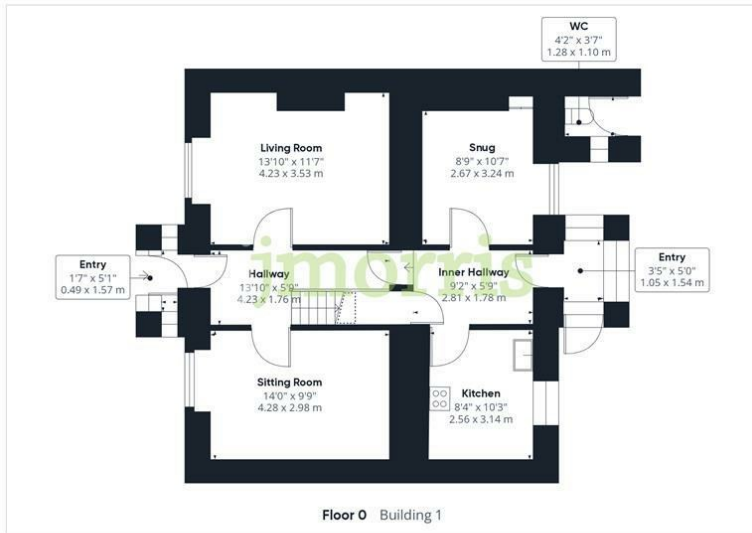 WC
4'2" x 3'7"
1.28 x 1.10 m
Living Room
13'10" x 11'7"
4.23 x 3.53 m
Snug
8'9" x 10'7"
2.67 x 3.24 m
Entry
1'7" x 5'1"
0.49 x 1.57 m
Hallway
13'10" x 5'9"
4.23 x 1.76 m
jmorris
Inner Hallway
9'2" x 5'9"
2.81 x 1.78 m
Entry
3'5" x 5'0"
1.05 x 1.54 m
Sitting Room
14'0" x 9'9"
4.28 x 2.98 m
Kitchen
8'4" x 10'3"
2.56 x 3.14 m
Floor 0 Building 1